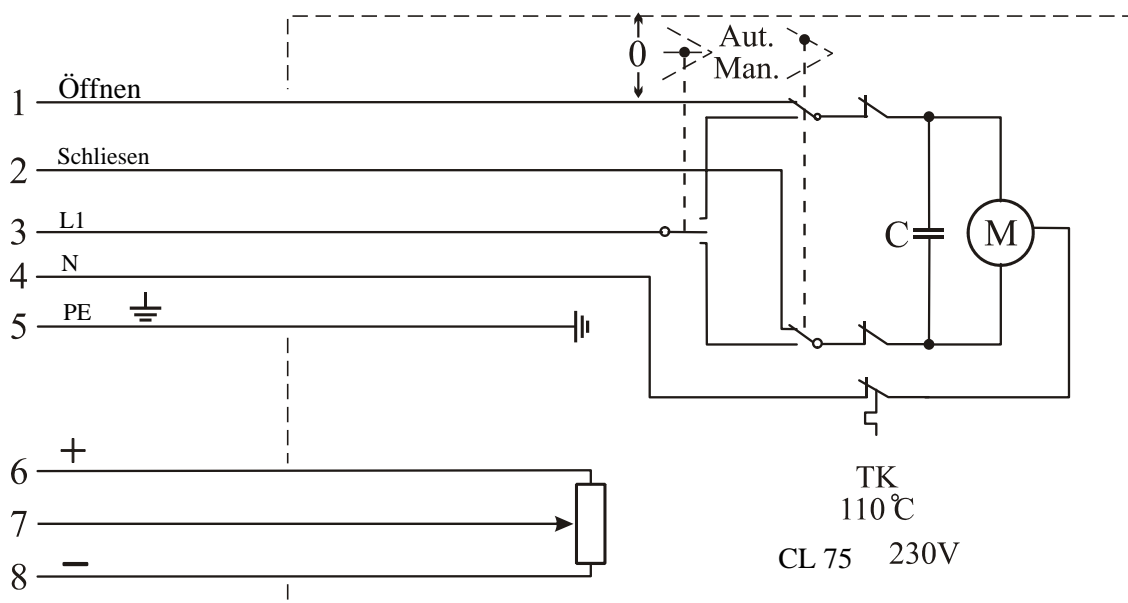 0
Aut.
Man.
1 Öffnen
2 Schliesen
3 L1
4 N
5 PE
C
M
6 +
7
8 −
TK
110°C
CL 75 230V